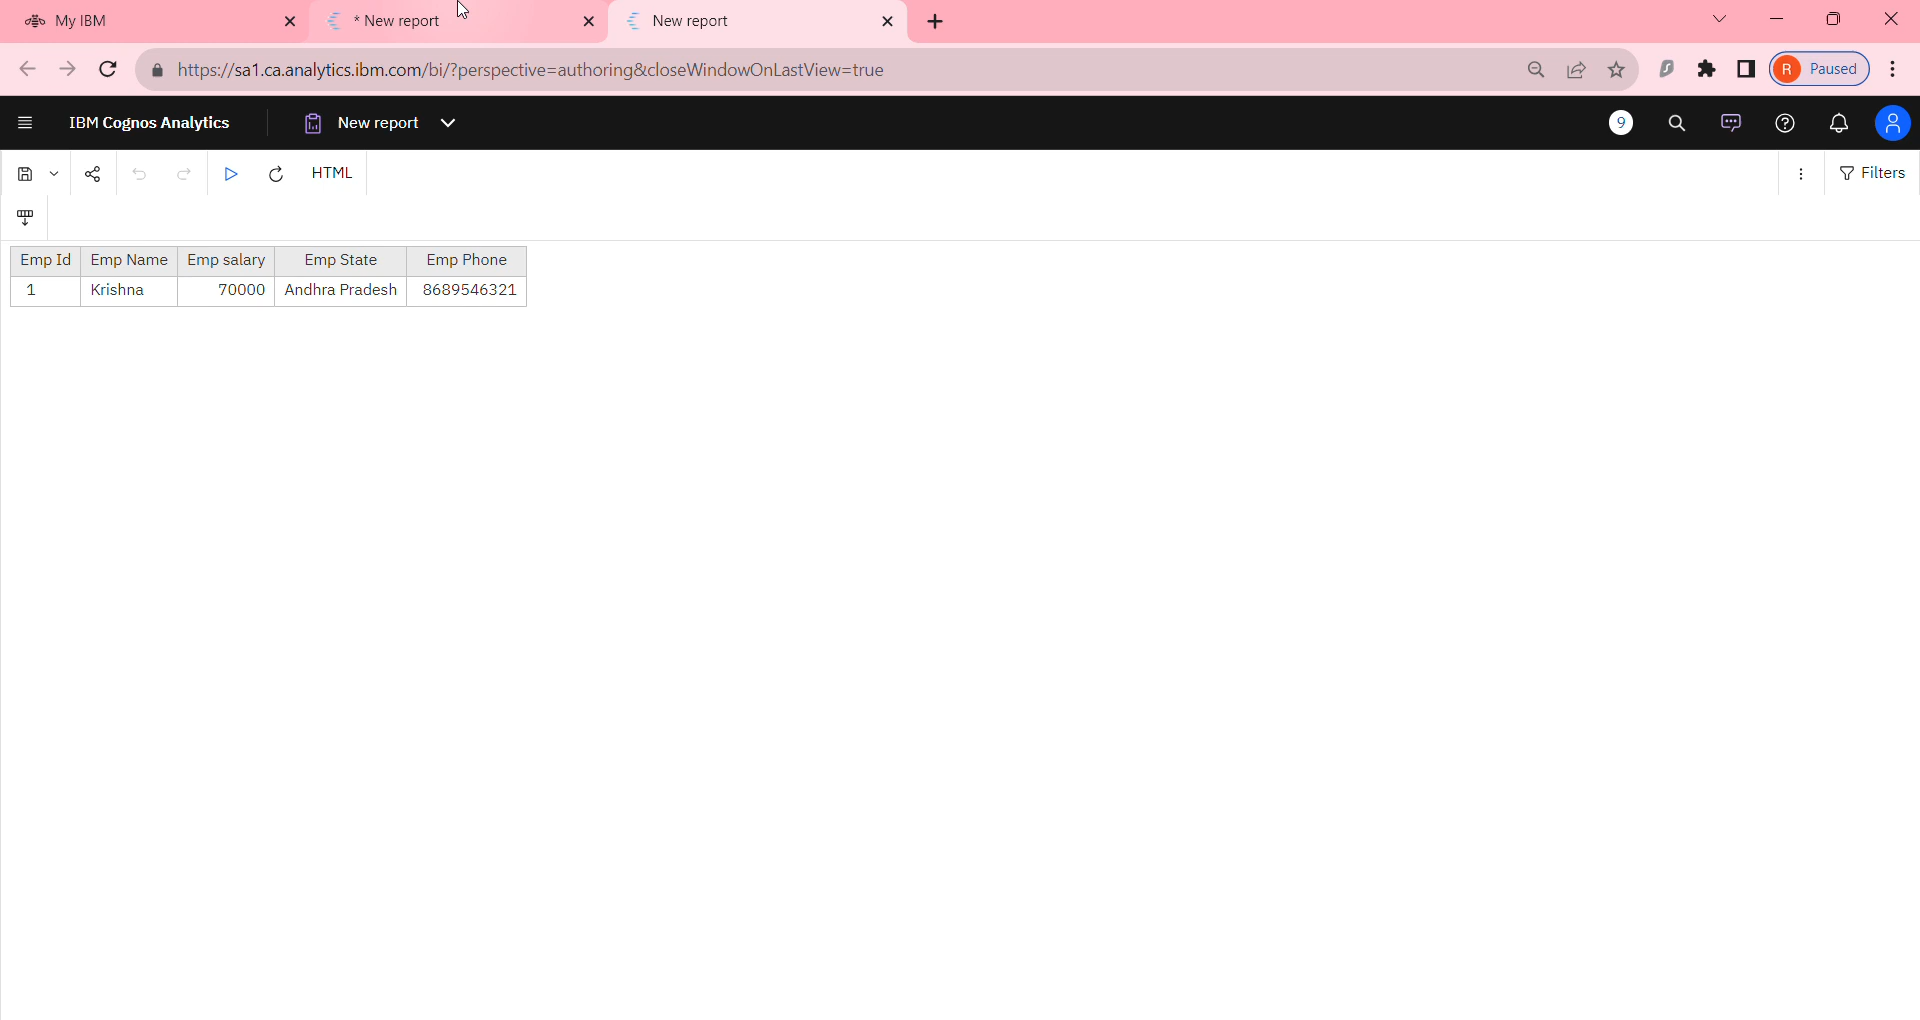 My IBM
* New report
New report
https://sa1.ca.analytics.ibm.com/bi/?perspective=authoring&closeWindowOnLastView=true
R Paused
IBM Cognos Analytics
New report
9
HTML
Filters
Emp Id Emp Name Emp salary Emp State Emp Phone
1 Krishna 70000 Andhra Pradesh 8689546321